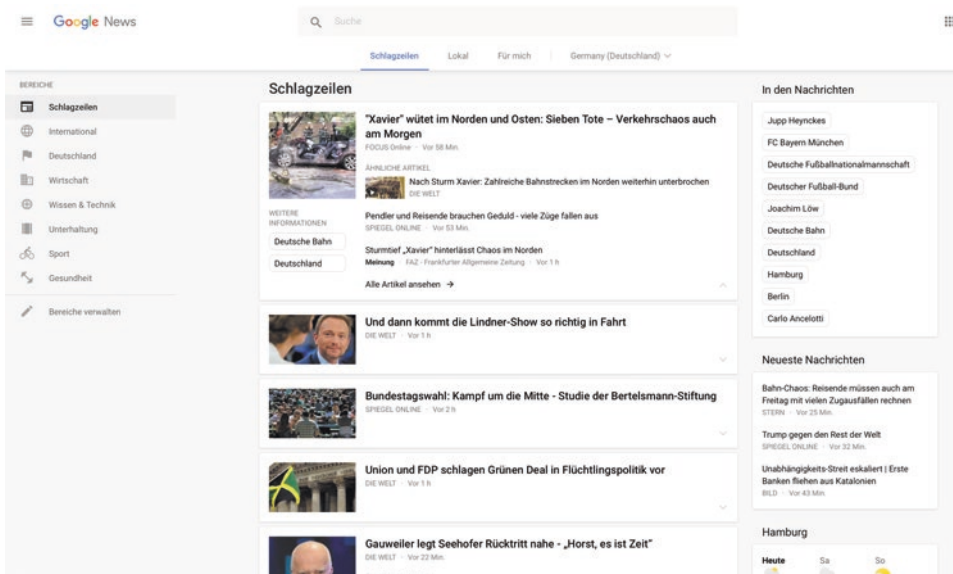 Google News
Suche
Schlagzeilen
Lokal
Für mich
Germany (Deutschland)
BEREICHE
Schlagzeilen
International
Deutschland
Wirtschaft
Wissen & Technik
Unterhaltung
Sport
Gesundheit
Bereiche verwalten
Schlagzeilen
"Xavier" wütet im Norden und Osten: Sieben Tote – Verkehrschaos auch
am Morgen
FOCUS Online · Vor 58 Min.
ÄHNLICHE ARTIKEL
Nach Sturm Xavier: Zahlreiche Bahnstrecken im Norden weiterhin unterbrochen
DIE WELT
WEITERE
INFORMATIONEN
Deutsche Bahn
Deutschland
Pendler und Reisende brauchen Geduld - viele Züge fallen aus
SPIEGEL ONLINE · Vor 53 Min.
Sturmtief „Xavier" hinterlässt Chaos im Norden
Meinung · FAZ - Frankfurter Allgemeine Zeitung · Vor 1 h
Alle Artikel ansehen →
Und dann kommt die Lindner-Show so richtig in Fahrt
DIE WELT · Vor 1 h
Bundestagswahl: Kampf um die Mitte - Studie der Bertelsmann-Stiftung
SPIEGEL ONLINE · Vor 2 h
Union und FDP schlagen Grünen Deal in Flüchtlingspolitik vor
DIE WELT · Vor 1 h
Gauweiler legt Seehofer Rücktritt nahe - „Horst, es ist Zeit"
DIE WELT · Vor 22 Min.
In den Nachrichten
Jupp Heynckes
FC Bayern München
Deutsche Fußballnationalmannschaft
Deutscher Fußball-Bund
Joachim Löw
Deutsche Bahn
Deutschland
Hamburg
Berlin
Carlo Ancelotti
Neueste Nachrichten
Bahn-Chaos: Reisende müssen auch am
Freitag mit vielen Zugausfällen rechnen
STERN · Vor 25 Min.
Trump gegen den Rest der Welt
SPIEGEL ONLINE · Vor 32 Min.
Unabhängigkeits-Streit eskaliert | Erste
Banken fliehen aus Katalonien
BILD · Vor 43 Min.
Hamburg
Heute
Sa
So